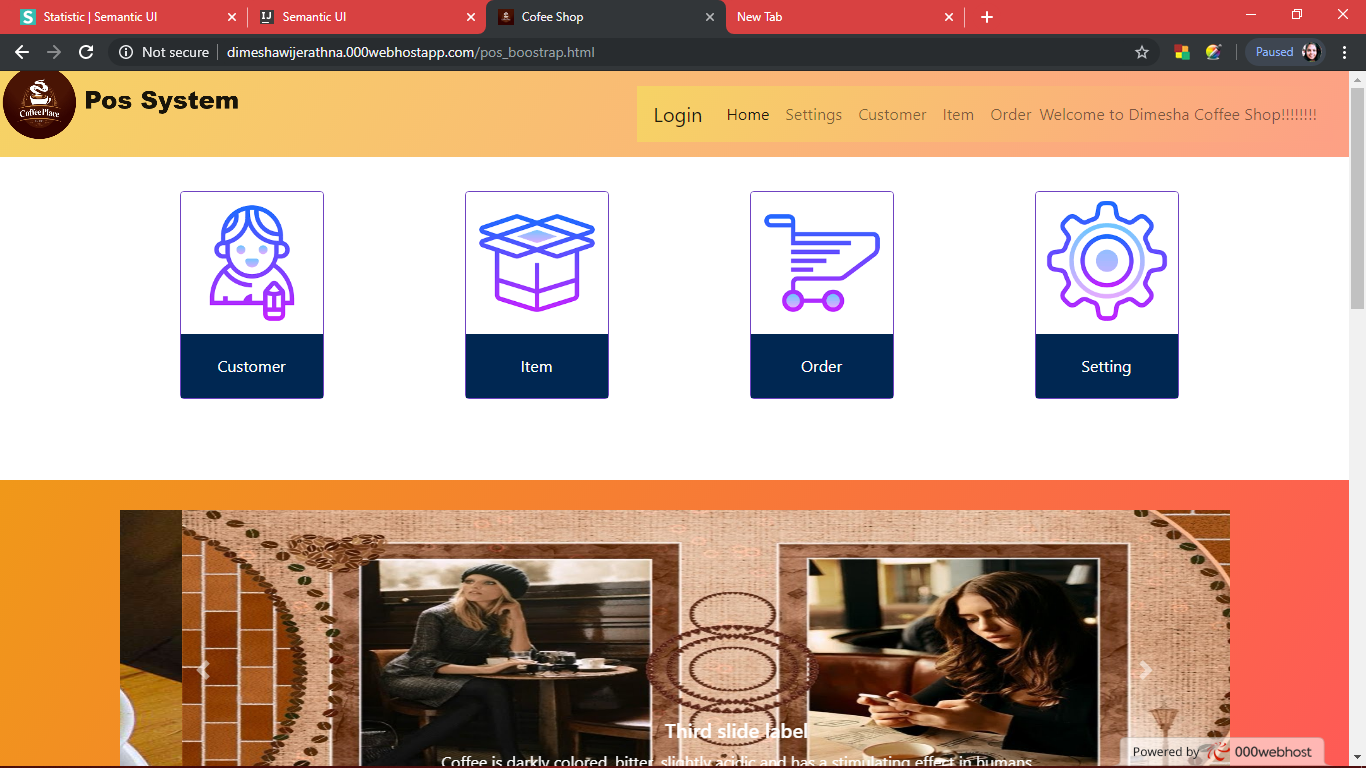 Statistic | Semantic UI
Semantic UI
Cofee Shop
New Tab
Not secure
dimeshawijerathna.000webhostapp.com/pos_boostrap.html
Paused
Coffee Place
Pos System
Login Home Settings Customer Item Order Welcome to Dimesha Coffee Shop!!!!!!!!
Customer
Item
Order
Setting
Third slide label
Coffee is darkly colored, bitter, slightly acidic and has a stimulating effect in humans
Powered by 000webhost